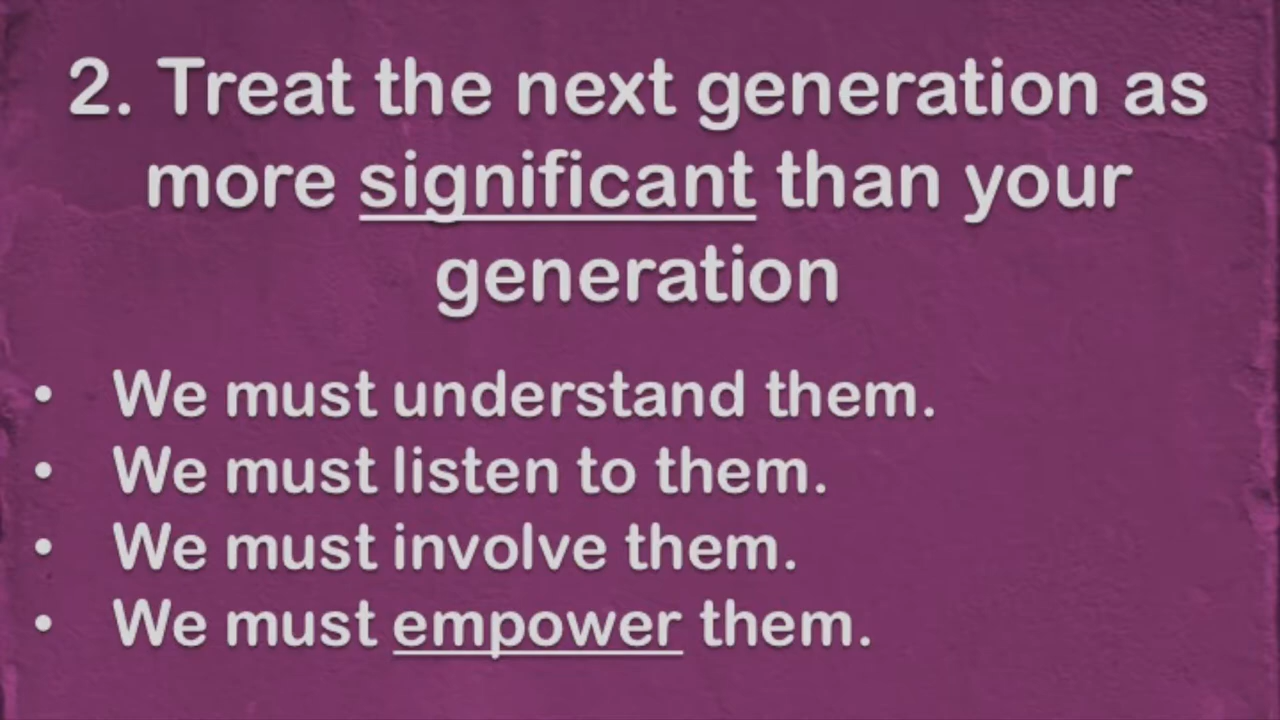 2. Treat the next generation as
more significant than your
generation
• We must understand them.
• We must listen to them.
• We must involve them.
• We must empower them.